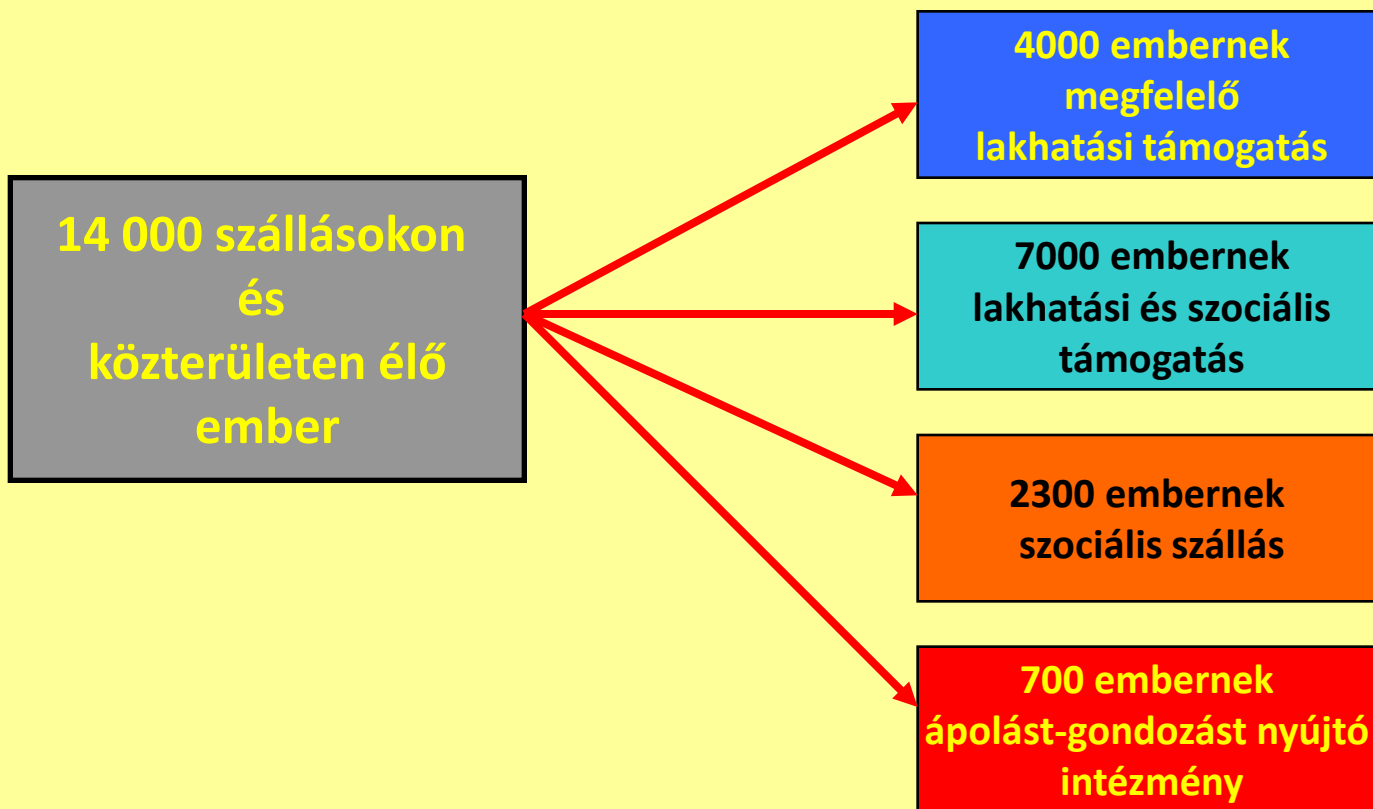 14 000 szállásokon
és
közterületen élő
ember
4000 embernek
megfelelő
lakhatási támogatás
7000 embernek
lakhatási és szociális
támogatás
2300 embernek
szociális szállás
700 embernek
ápolást-gondozást nyújtó
intézmény